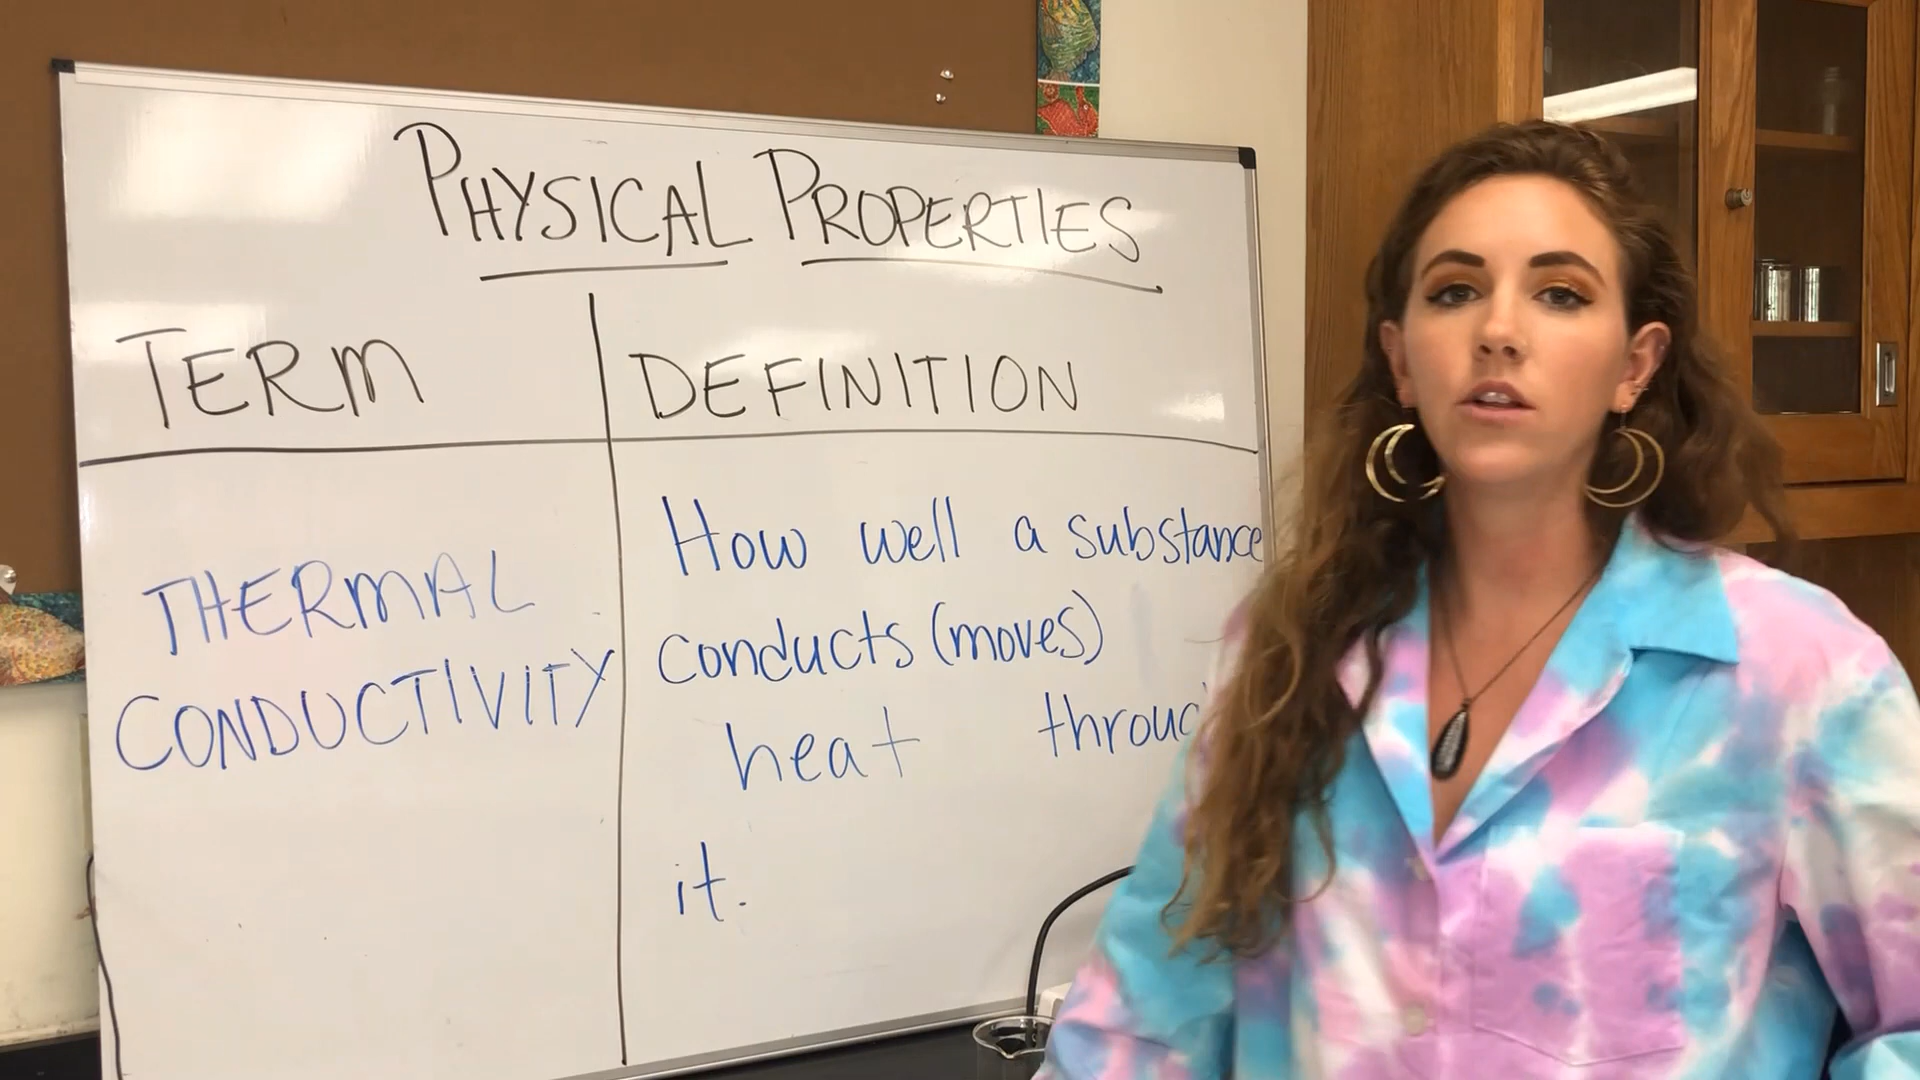 PHYSICAL PROPERTIES
TERM
DEFINITION
THERMAL
CONDUCTIVITY
How well a substance
conducts (moves)
heat
it.